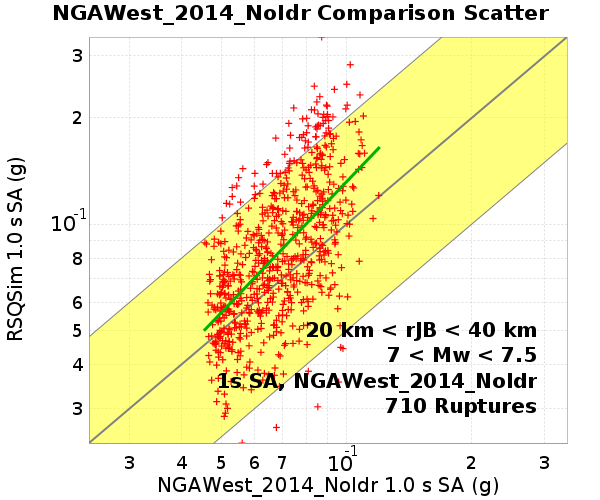 NGAWest_2014_NoIdr Comparison Scatter
3
2
10-1
8
7
6
5
4
3
RSQSim 1.0 s SA (g)
20 km < rJB < 40 km
7 < Mw < 7.5
1s SA, NGAWest_2014_NoIdr
710 Ruptures
3 4 5 6 7 10-1 2 3
NGAWest_2014_NoIdr 1.0 s SA (g)